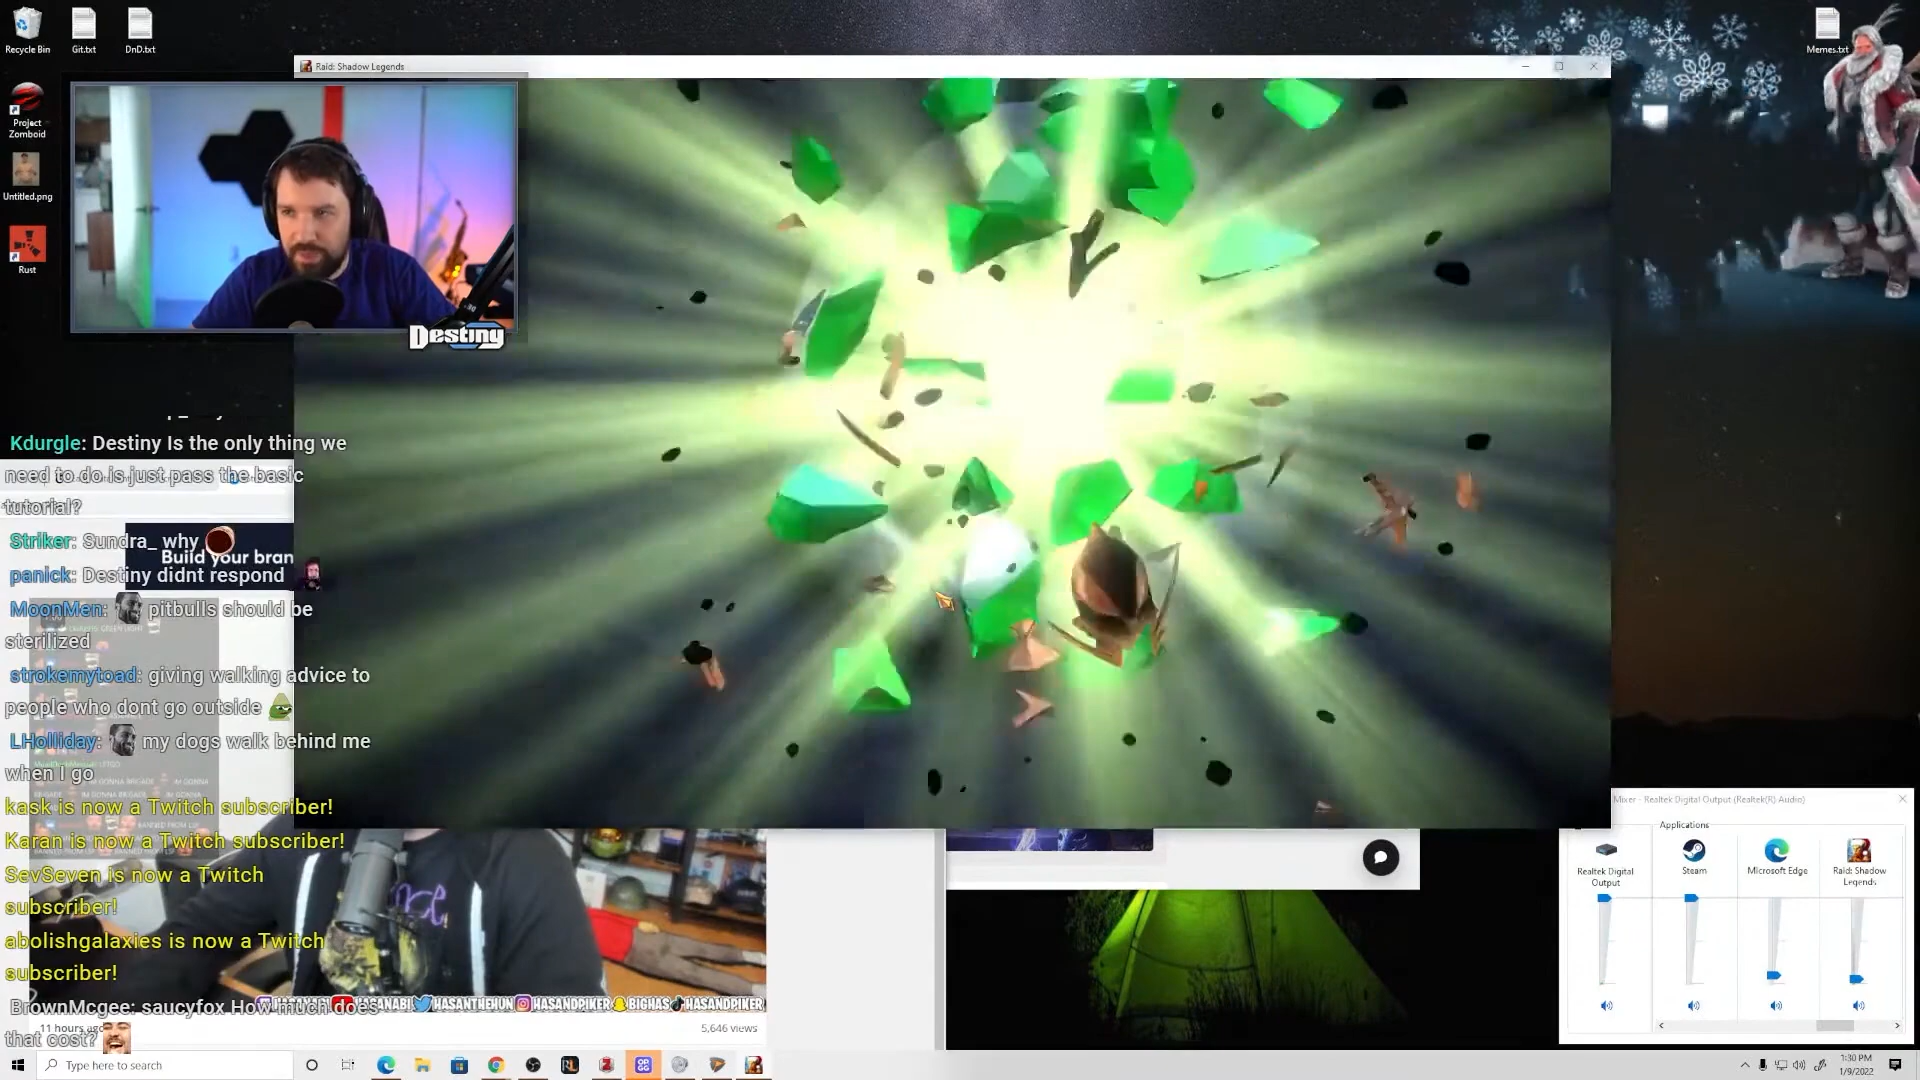 Recycle Bin
Git.txt
DnD.txt
Memes.txt
Raid: Shadow Legends
Project
Zomboid
Untitled.png
Rust
Destiny
Kdurgle: Destiny Is the only thing we
need to do is just pass the basic
tutorial?
Striker: Sundra_ why
Build your bran
panick: Destiny didnt respond
MoonMen: pitbulls should be
sterilized
strokemytoad: giving walking advice to
people who dont go outside
LHolliday: my dogs walk behind me
when I go
kask is now a Twitch subscriber!
Karan is now a Twitch subscriber!
SevSeven is now a Twitch
subscriber!
abolishgalaxies is now a Twitch
subscriber!
BrownMcgee: saucyfox How much does
that cost?
HASANTHEHUN HASANDPIKER BIGHAS HASANDPIKER
11 hours ago
5,646 views
Mixer - Realtek Digital Output (Realtek(R) Audio)
Applications
Realtek Digital
Output
Steam
Microsoft Edge
Raid: Shadow
Legends
Type here to search
1:30 PM
1/9/2022